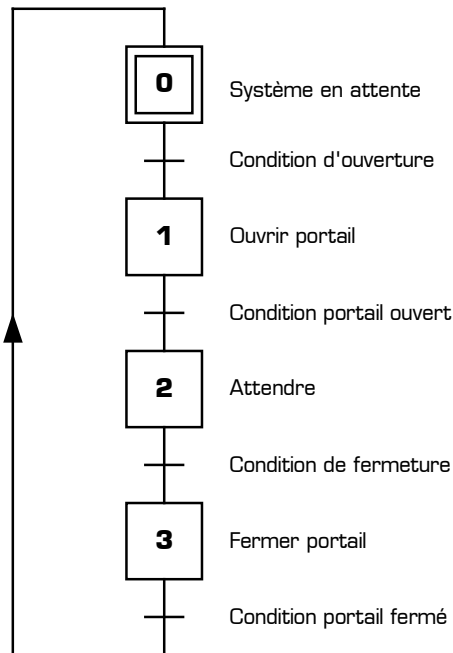 0
Système en attente
Condition d'ouverture
1
Ouvrir portail
Condition portail ouvert
2
Attendre
Condition de fermeture
3
Fermer portail
Condition portail fermé